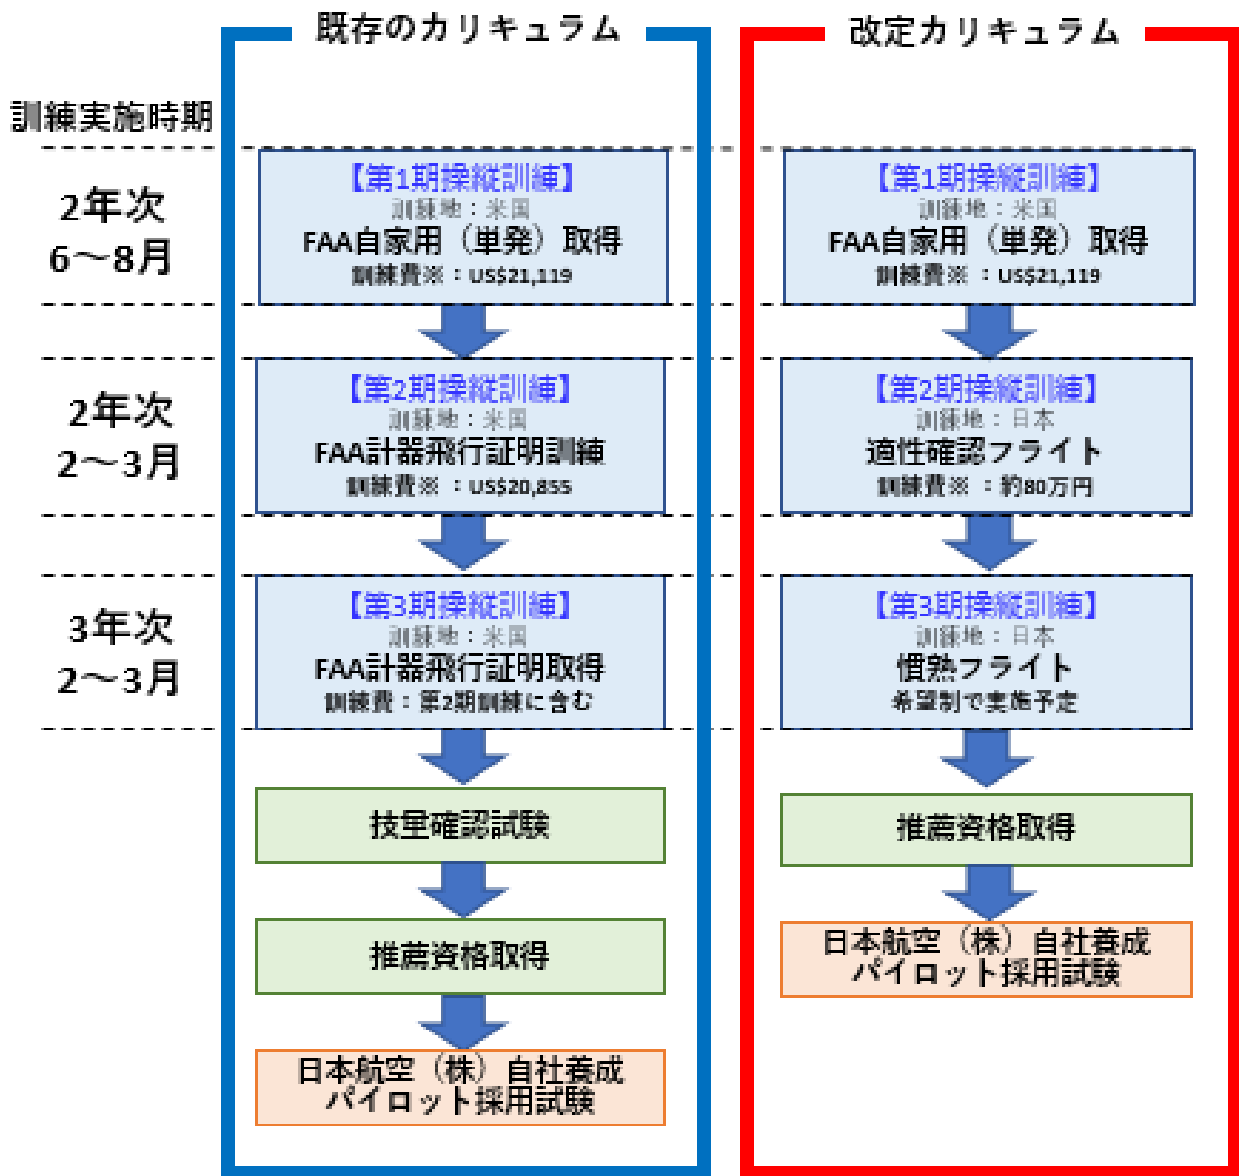 既存のカリキュラム
改定カリキュラム
訓練実施時期
2年次
6～8月
【第1期操縦訓練】
訓練地：米国
FAA自家用（単発）取得
訓練費※：US$21,119
【第1期操縦訓練】
訓練地：米国
FAA自家用（単発）取得
訓練費※：US$21,119
2年次
2～3月
【第2期操縦訓練】
訓練地：米国
FAA計器飛行証明訓練
訓練費※：US$20,855
【第2期操縦訓練】
訓練地：日本
適性確認フライト
訓練費※：約80万円
3年次
2～3月
【第3期操縦訓練】
訓練地：米国
FAA計器飛行証明取得
訓練費：第2期訓練に含む
【第3期操縦訓練】
訓練地：日本
慣熟フライト
希望制で実施予定
技量確認試験
推薦資格取得
日本航空（株）自社養成
パイロット採用試験
推薦資格取得
日本航空（株）自社養成
パイロット採用試験